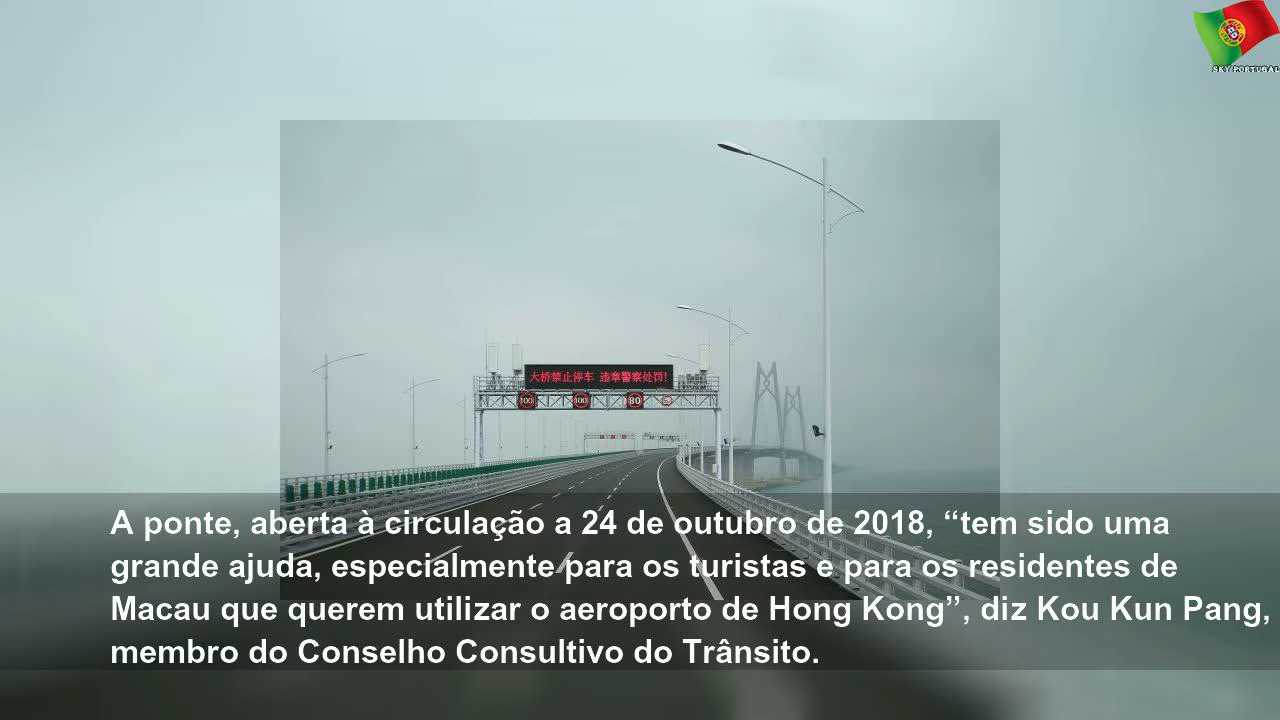 SKY PORTUGAL
大桥禁止停车 违章警察处罚!
100 100 80
A ponte, aberta à circulação a 24 de outubro de 2018, “tem sido uma
grande ajuda, especialmente para os turistas e para os residentes de
Macau que querem utilizar o aeroporto de Hong Kong”, diz Kou Kun Pang,
membro do Conselho Consultivo do Trânsito.